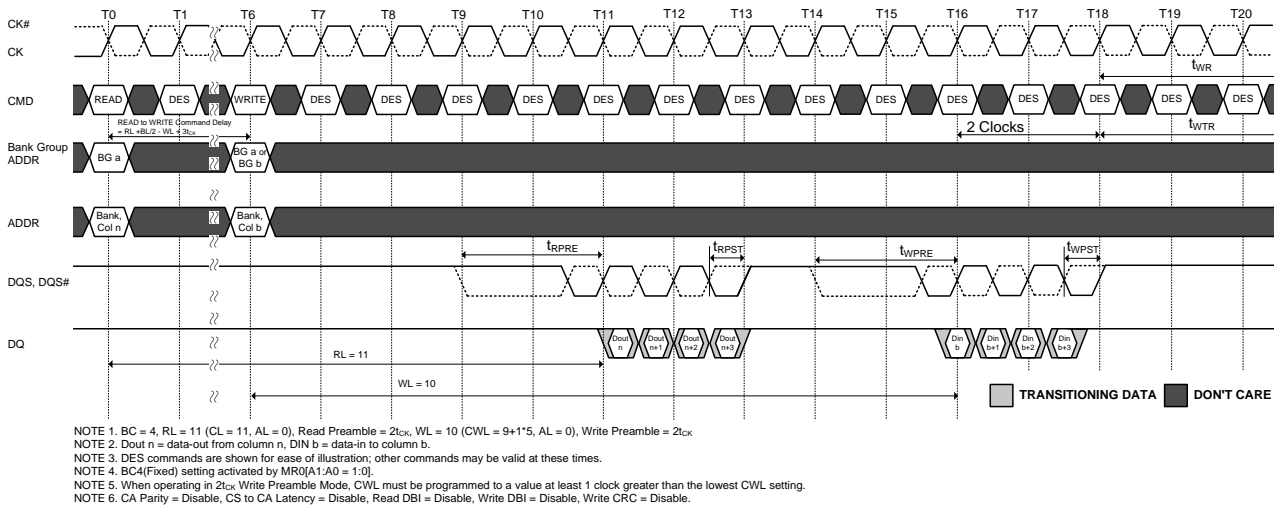 T0 T1 T6 T7 T8 T9 T10 T11 T12 T13 T14 T15 T16 T17 T18 T19 T20
CK#
CK
tWR
CMD READ DES WRITE DES DES DES DES DES DES DES DES DES DES DES DES DES DES
READ to WRITE Command Delay
= RL +BL/2 - WL + 3tCK
2 Clocks tWTR
Bank Group
ADDR
BG a
BG a or
BG b
ADDR
Bank,
Col n
Bank,
Col b
tRPRE tRPST tWPRE tWPST
DQS, DQS#
DQ
Dout
n
Dout
n+1
Dout
n+2
Dout
n+3
Din
b
Din
b+1
Din
b+2
Din
b+3
RL = 11
WL = 10
TRANSITIONING DATA DON'T CARE
NOTE 1. BC = 4, RL = 11 (CL = 11, AL = 0), Read Preamble = 2tCK, WL = 10 (CWL = 9+1*5, AL = 0), Write Preamble = 2tCK
NOTE 2. Dout n = data-out from column n, DIN b = data-in to column b.
NOTE 3. DES commands are shown for ease of illustration; other commands may be valid at these times.
NOTE 4. BC4(Fixed) setting activated by MR0[A1:A0 = 1:0].
NOTE 5. When operating in 2tCK Write Preamble Mode, CWL must be programmed to a value at least 1 clock greater than the lowest CWL setting.
NOTE 6. CA Parity = Disable, CS to CA Latency = Disable, Read DBI = Disable, Write DBI = Disable, Write CRC = Disable.